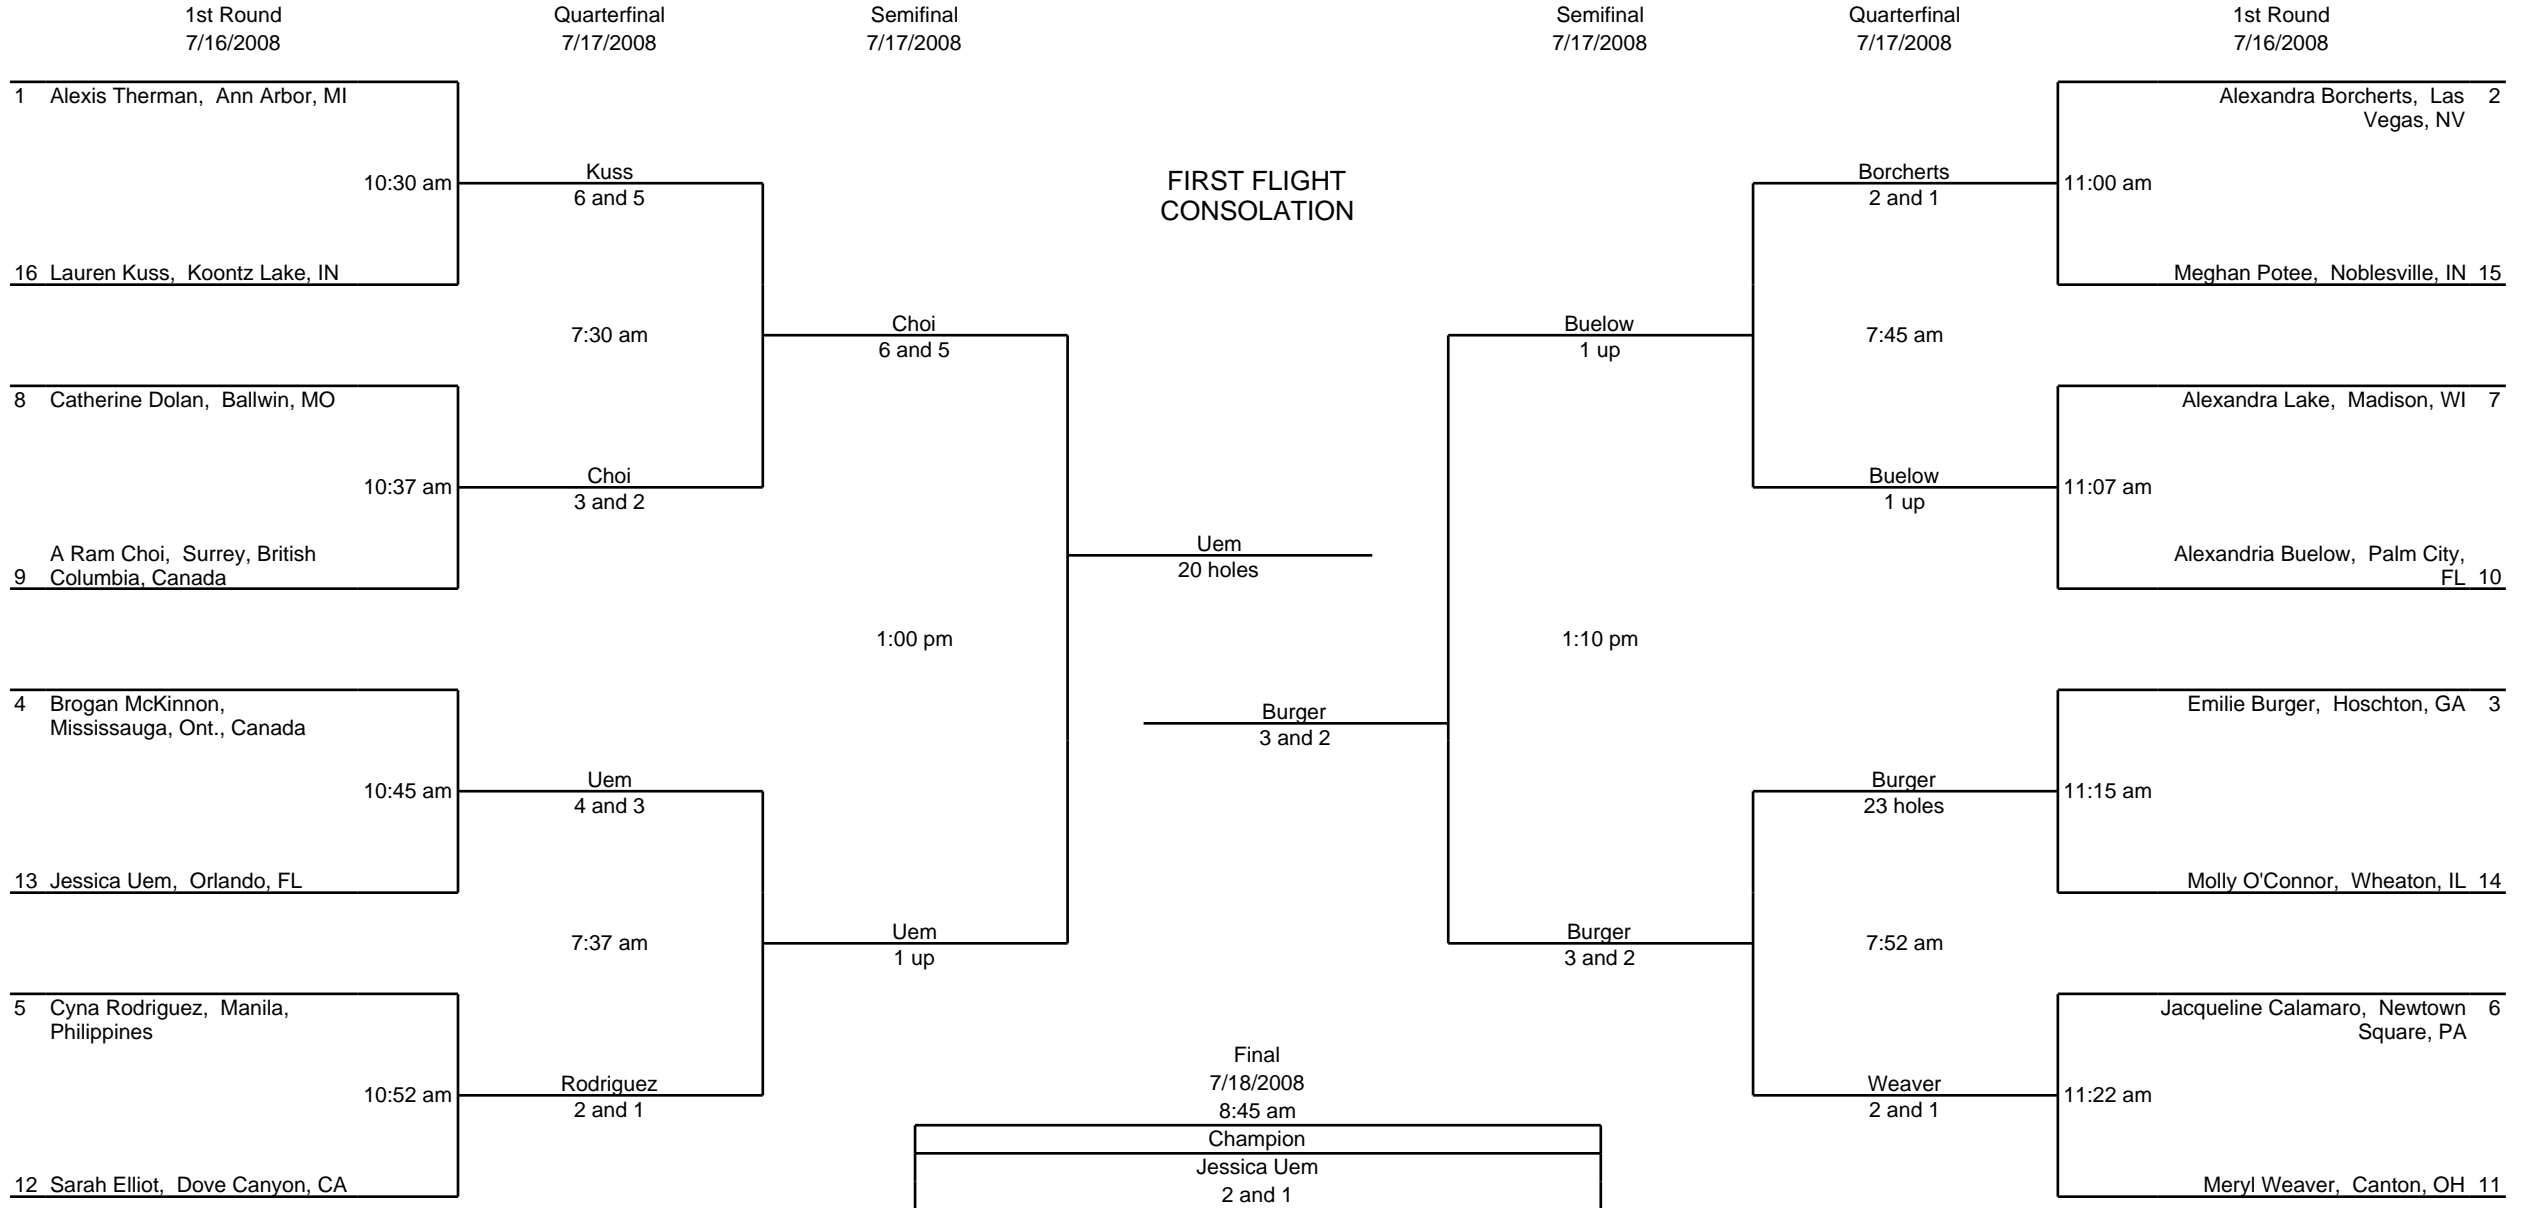 1st Round
7/16/2008
Quarterfinal
7/17/2008
Semifinal
7/17/2008
Semifinal
7/17/2008
Quarterfinal
7/17/2008
1st Round
7/16/2008
FIRST FLIGHT
CONSOLATION
1 Alexis Therman, Ann Arbor, MI
10:30 am
16 Lauren Kuss, Koontz Lake, IN
8 Catherine Dolan, Ballwin, MO
10:37 am
A Ram Choi, Surrey, British
9 Columbia, Canada
4 Brogan McKinnon,
Mississauga, Ont., Canada
10:45 am
13 Jessica Uem, Orlando, FL
5 Cyna Rodriguez, Manila,
Philippines
10:52 am
12 Sarah Elliot, Dove Canyon, CA
Kuss
6 and 5
7:30 am
Choi
3 and 2
Uem
4 and 3
7:37 am
Rodriguez
2 and 1
Choi
6 and 5
1:00 pm
Uem
1 up
Uem
20 holes
Burger
3 and 2
Final
7/18/2008
8:45 am
Champion
Jessica Uem
2 and 1
Buelow
1 up
1:10 pm
Burger
3 and 2
Borcherts
2 and 1
7:45 am
Buelow
1 up
Burger
23 holes
7:52 am
Weaver
2 and 1
Alexandra Borcherts, Las 2
Vegas, NV
11:00 am
Meghan Potee, Noblesville, IN 15
Alexandra Lake, Madison, WI 7
11:07 am
Alexandria Buelow, Palm City,
FL 10
Emilie Burger, Hoschton, GA 3
11:15 am
Molly O'Connor, Wheaton, IL 14
Jacqueline Calamaro, Newtown 6
Square, PA
11:22 am
Meryl Weaver, Canton, OH 11